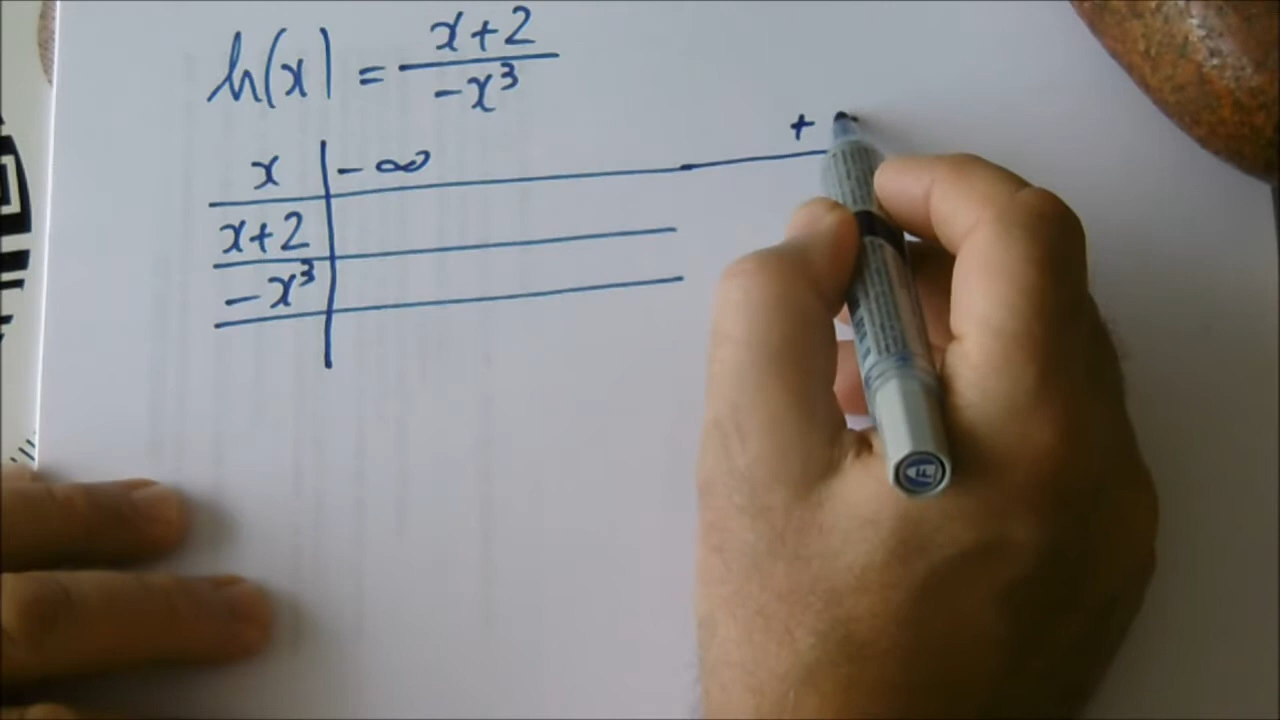 h(x) = x+2
-x³
x -∞ +
x+2
-x³